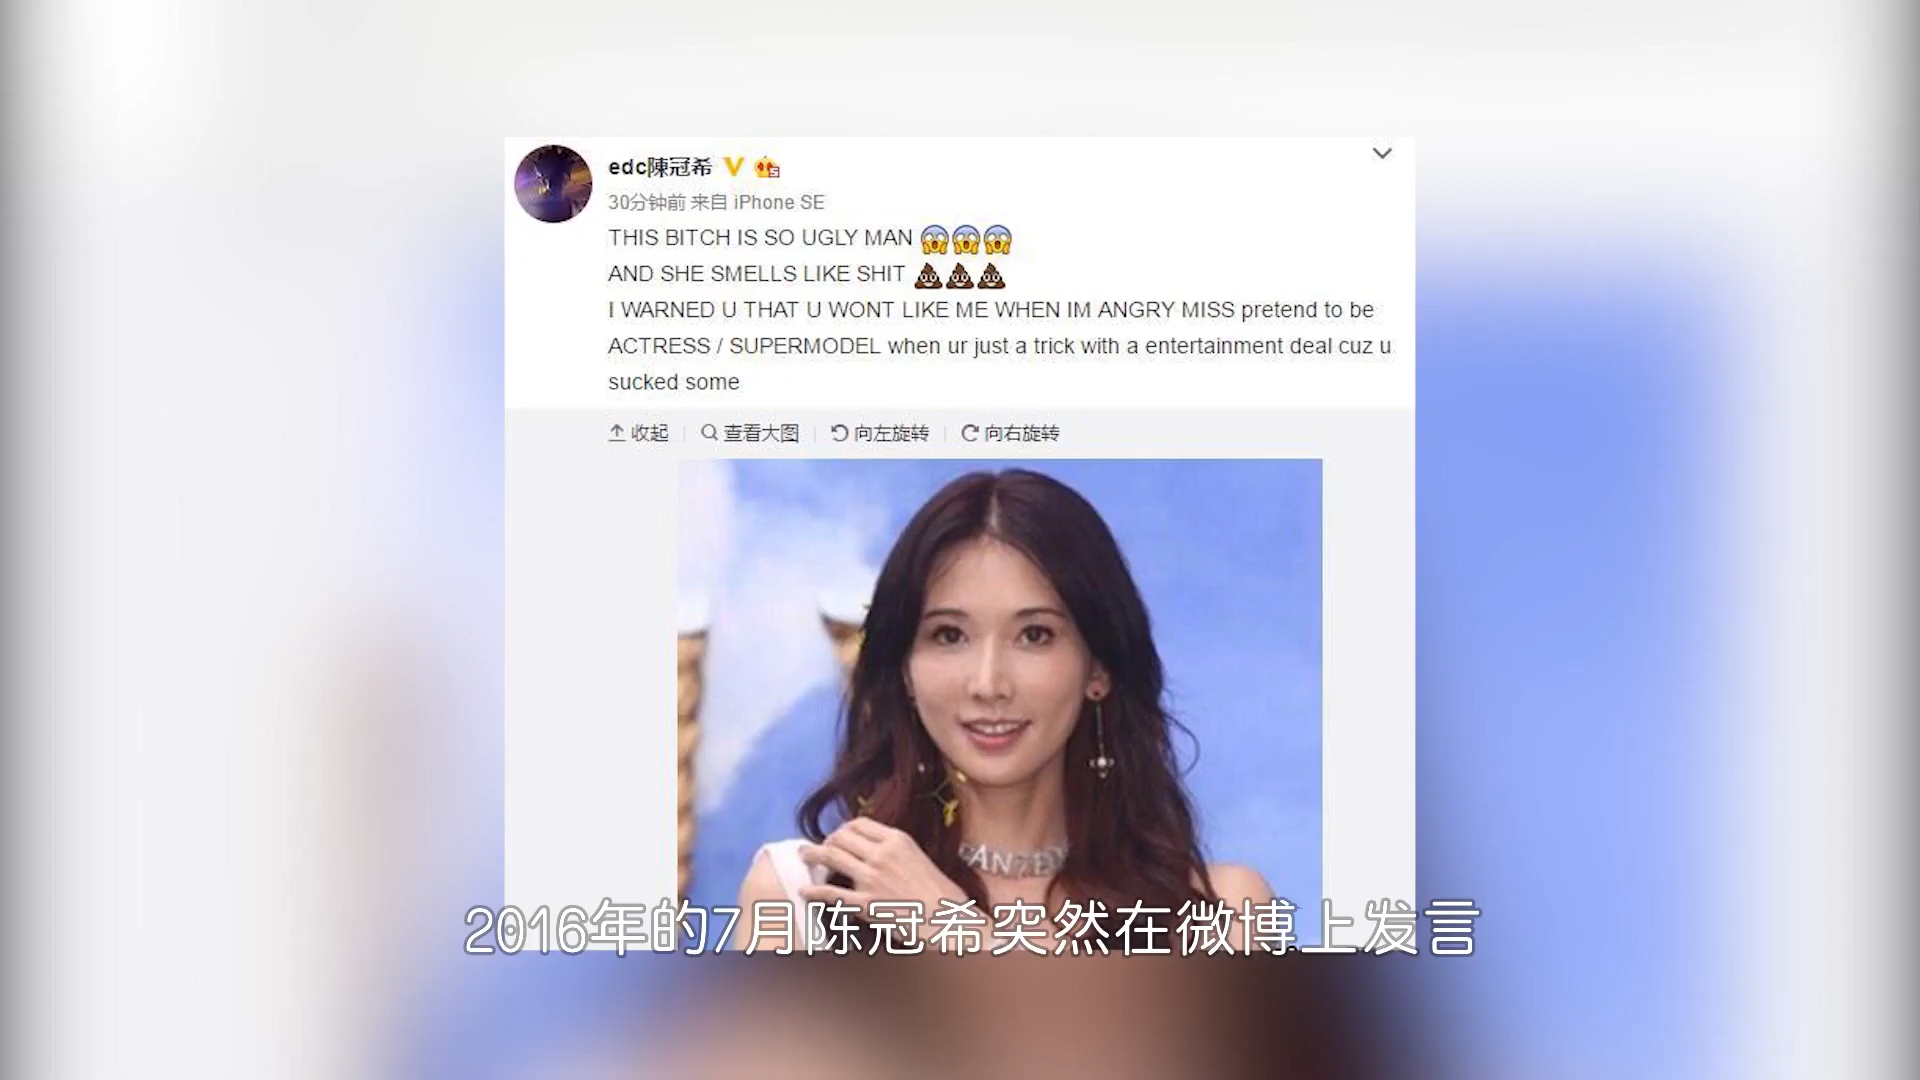 edc陳冠希
30分钟前 来自 iPhone SE
THIS BITCH IS SO UGLY MAN 😱😱😱
AND SHE SMELLS LIKE SHIT 💩💩💩
I WARNED U THAT U WONT LIKE ME WHEN IM ANGRY MISS pretend to be
ACTRESS / SUPERMODEL when ur just a trick with a entertainment deal cuz u
sucked some
收起 查看大图 向左旋转 向右旋转
2016年的7月陈冠希突然在微博上发言